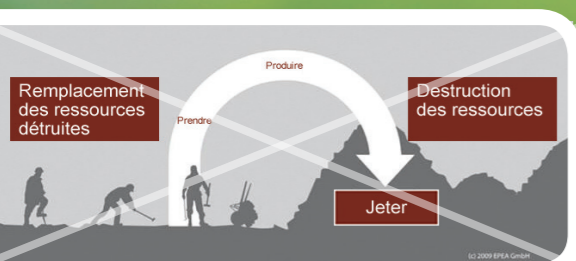 Produire
Remplacement
des ressources
détruites
Destruction
des ressources
Prendre
Jeter
(c) 2009 EPEA GmbH